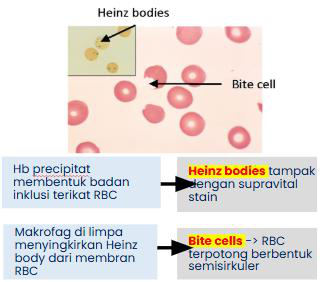 Heinz bodies
Bite cell
Hb precipitat
membentuk badan
inklusi terikat RBC
Heinz bodies tampak
dengan supravital
stain
Makrofag di limpa
menyingkirkan Heinz
body dari membran
RBC
Bite cells -> RBC
terpotong berbentuk
semisirkuler